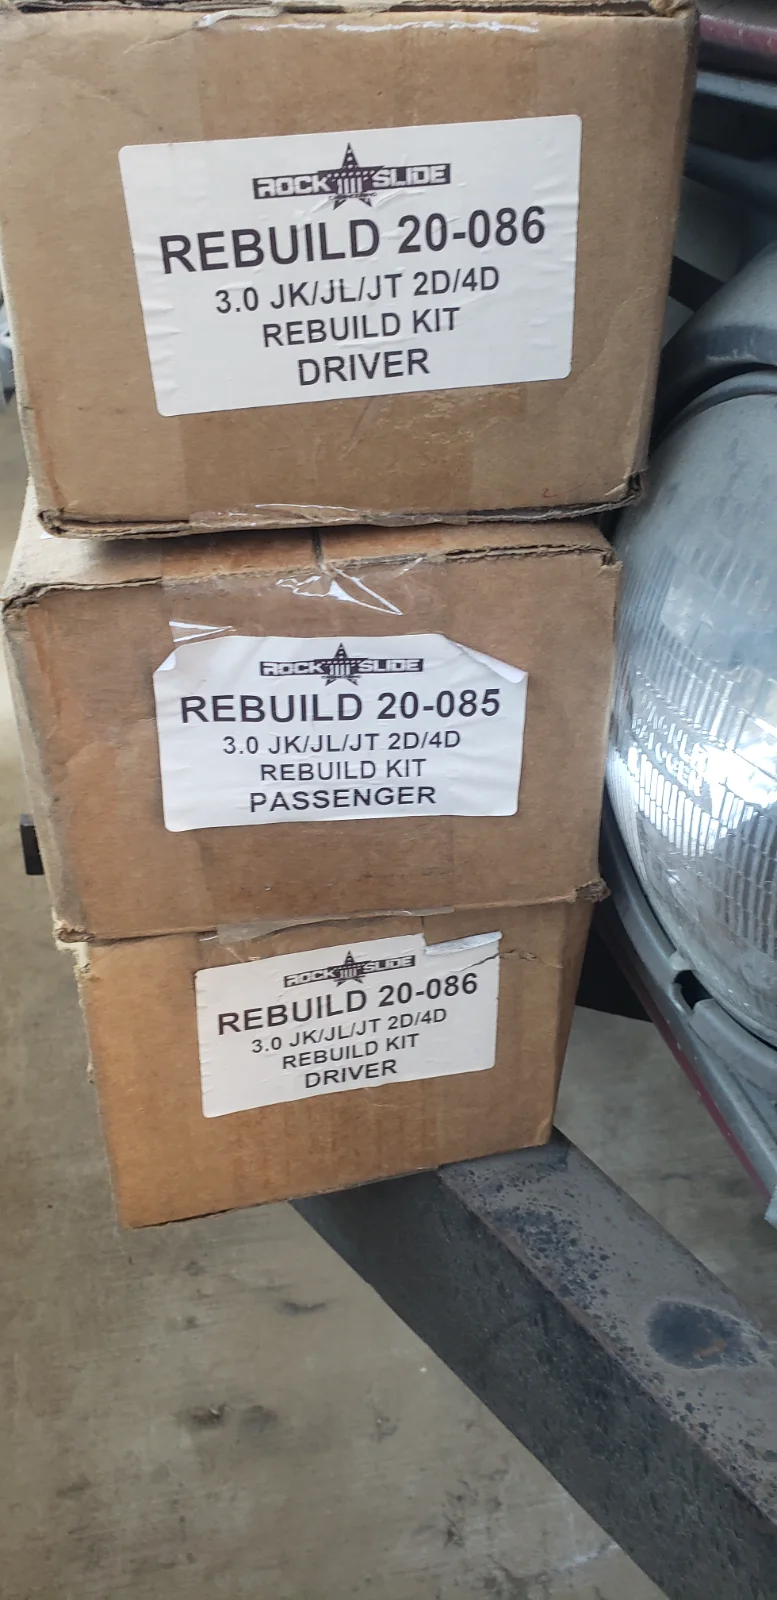 ROCK SLIDE
REBUILD 20-086
3.0 JK/JL/JT 2D/4D
REBUILD KIT
DRIVER
ROCK SLIDE
REBUILD 20-085
3.0 JK/JL/JT 2D/4D
REBUILD KIT
PASSENGER
ROCK SLIDE
REBUILD 20-086
3.0 JK/JL/JT 2D/4D
REBUILD KIT
DRIVER